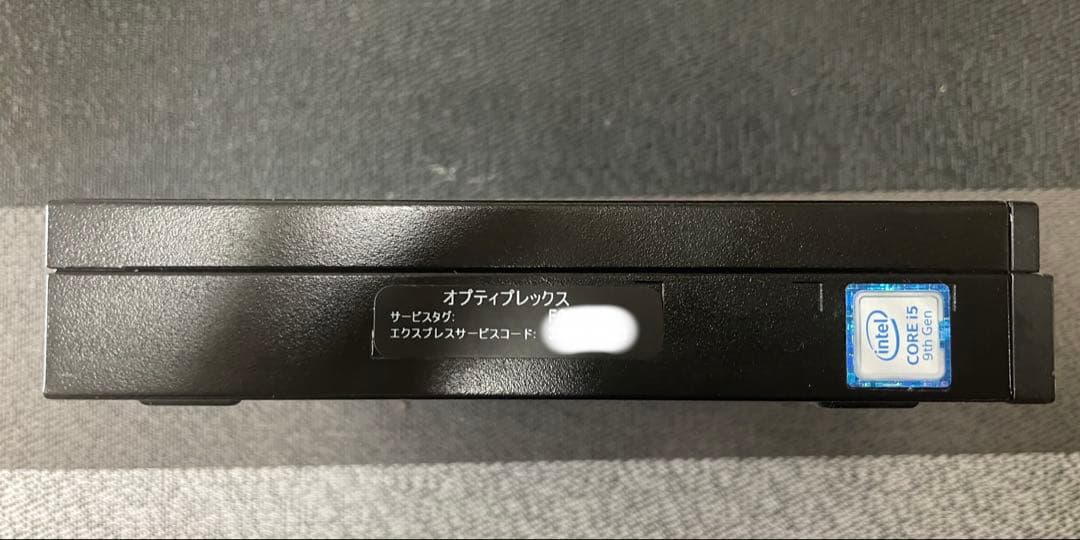 オプティプレックス
サービスタグ:
エクスプレスサービスコード:
intel
CORE i5
9th Gen